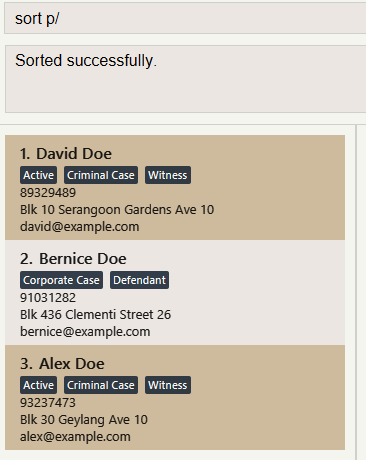 sort p/
Sorted successfully.
1. David Doe
Active Criminal Case Witness
89329489
Blk 10 Serangoon Gardens Ave 10
david@example.com
2. Bernice Doe
Corporate Case Defendant
91031282
Blk 436 Clementi Street 26
bernice@example.com
3. Alex Doe
Active Criminal Case Witness
93237473
Blk 30 Geylang Ave 10
alex@example.com